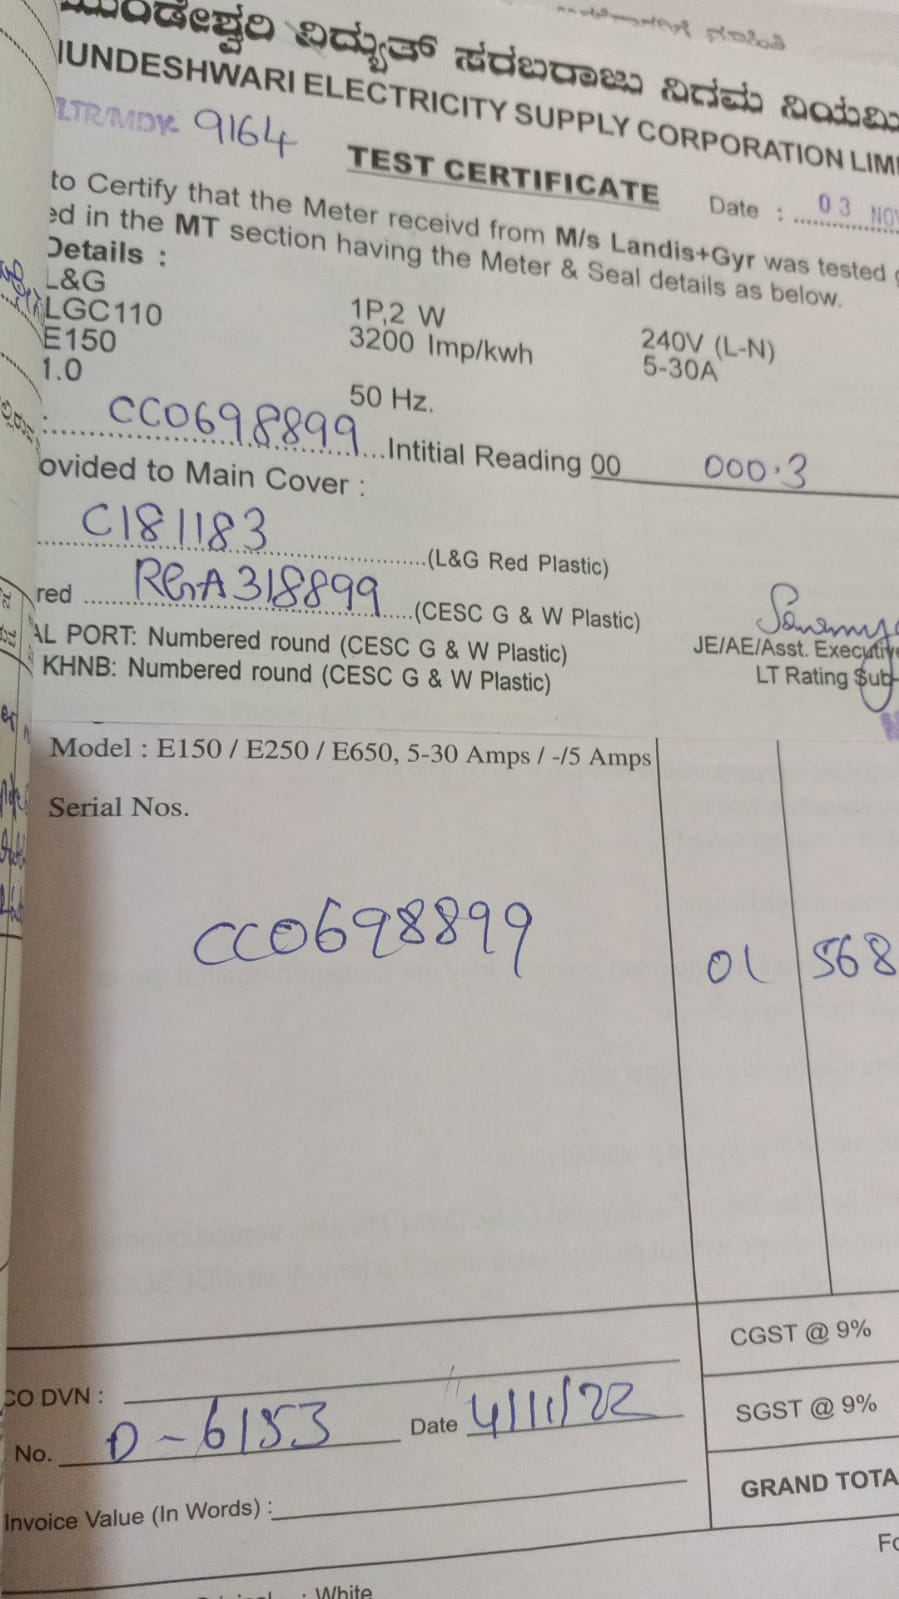 ವಿದ್ಯುತ್ ಸರಬರಾಜು ನಿಗಮ ನಿಯಮಿ
UNDESHWARI ELECTRICITY SUPPLY CORPORATION LIMI
LTR/MDY- 9164
TEST CERTIFICATE
Date : 03 NOV
to Certify that the Meter receivd from M/s Landis+Gyr was tested
ed in the MT section having the Meter & Seal details as below.
Details :
L&G
LGC110 1P,2 W 240V (L-N)
E150 3200 Imp/kwh 5-30A
1.0 50 Hz.
: CC0698899 Intitial Reading 00 000.3
ovided to Main Cover :
C181183 (L&G Red Plastic)
red RGA318899 (CESC G & W Plastic)
AL PORT: Numbered round (CESC G & W Plastic) JE/AE/Asst. Executive
KHNB: Numbered round (CESC G & W Plastic) LT Rating Sub-
Model : E150 / E250 / E650, 5-30 Amps / -/5 Amps
Serial Nos.
CC0698899 01 568
CGST @ 9%
CO DVN :
SGST @ 9%
No. D-6153 Date 4/11/22
GRAND TOTA
Invoice Value (In Words) :
Fo
: White